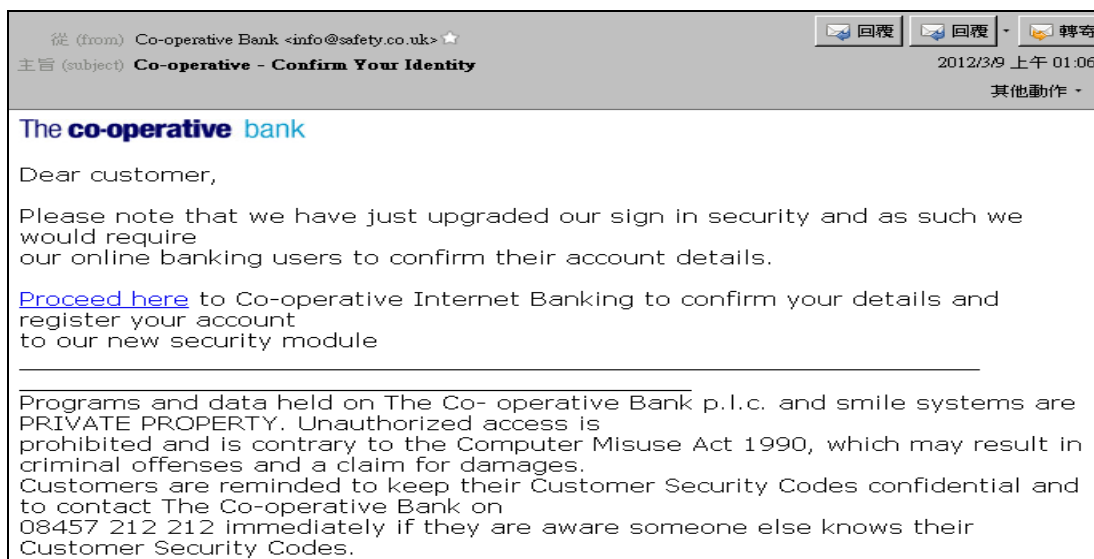 從 (from) Co-operative Bank <info@safety.co.uk>
回覆 回覆 轉寄
主旨 (subject) Co-operative - Confirm Your Identity
2012/3/9 上午 01:06
其他動作
The co-operative bank
Dear customer,
Please note that we have just upgraded our sign in security and as such we
would require
our online banking users to confirm their account details.
Proceed here to Co-operative Internet Banking to confirm your details and
register your account
to our new security module
Programs and data held on The Co- operative Bank p.l.c. and smile systems are
PRIVATE PROPERTY. Unauthorized access is
prohibited and is contrary to the Computer Misuse Act 1990, which may result in
criminal offenses and a claim for damages.
Customers are reminded to keep their Customer Security Codes confidential and
to contact The Co-operative Bank on
08457 212 212 immediately if they are aware someone else knows their
Customer Security Codes.